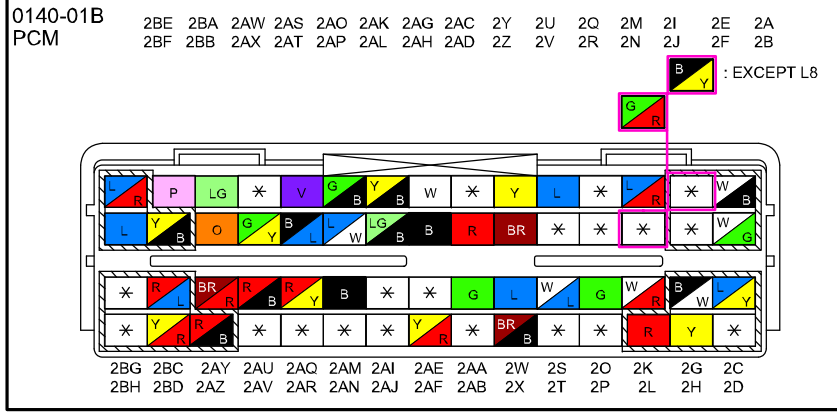 0140-01B
PCM
2BE 2BA 2AW 2AS 2AO 2AK 2AG 2AC 2Y 2U 2Q 2M 2I 2E 2A
2BF 2BB 2AX 2AT 2AP 2AL 2AH 2AD 2Z 2V 2R 2N 2J 2F 2B
B Y : EXCEPT L8
G R
L R P LG * V G B Y B W * Y L * L R * W B
L Y B O G Y B L L W LG B B R BR * * * * W G
* R L BR R R B R Y B * * G L W L G W R B W L Y
* Y R R B * * * * Y R * BR B * * R Y *
2BG 2BC 2AY 2AU 2AQ 2AM 2AI 2AE 2AA 2W 2S 2O 2K 2G 2C
2BH 2BD 2AZ 2AV 2AR 2AN 2AJ 2AF 2AB 2X 2T 2P 2L 2H 2D